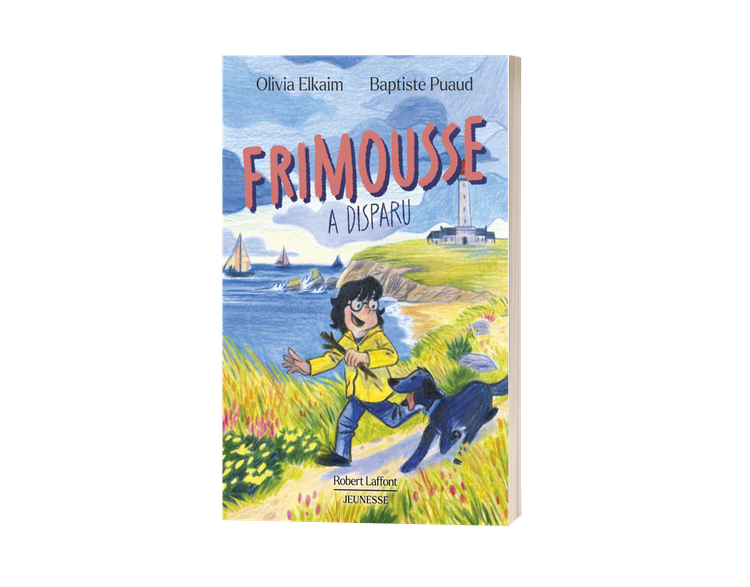 Olivia Elkaim Baptiste Puaud
FRIMOUSSE
A DISPARU
Robert Laffont
JEUNESSE